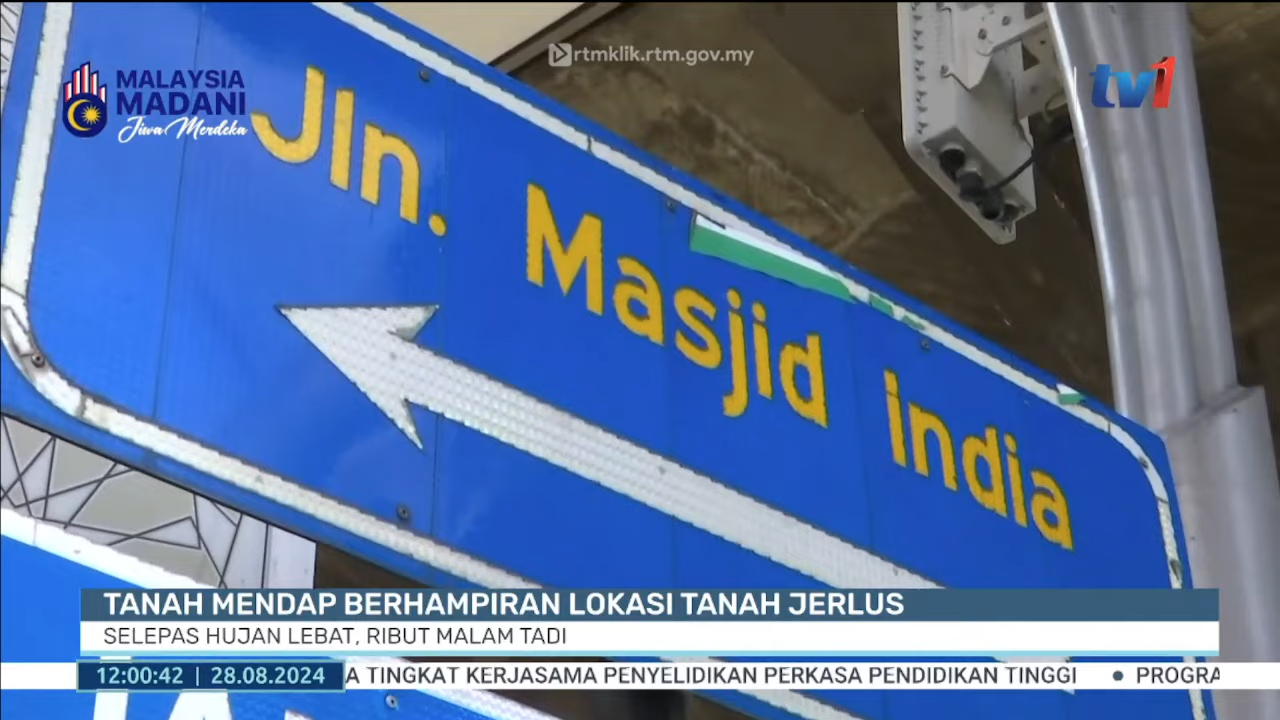 rtmklik.rtm.gov.my
tv1
MALAYSIA
MADANI
Jiwa Merdeka
Jln. Masjid india
TANAH MENDAP BERHAMPIRAN LOKASI TANAH JERLUS
SELEPAS HUJAN LEBAT, RIBUT MALAM TADI
12:00:42 | 28.08.2024 A TINGKAT KERJASAMA PENYELIDIKAN PERKASA PENDIDIKAN TINGGI • PROGRA